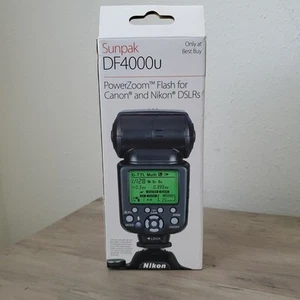 Sunpak
DF4000U
Only at
Best Buy
PowerZoom™ Flash for
Canon® and Nikon® DSLRs
Nikon